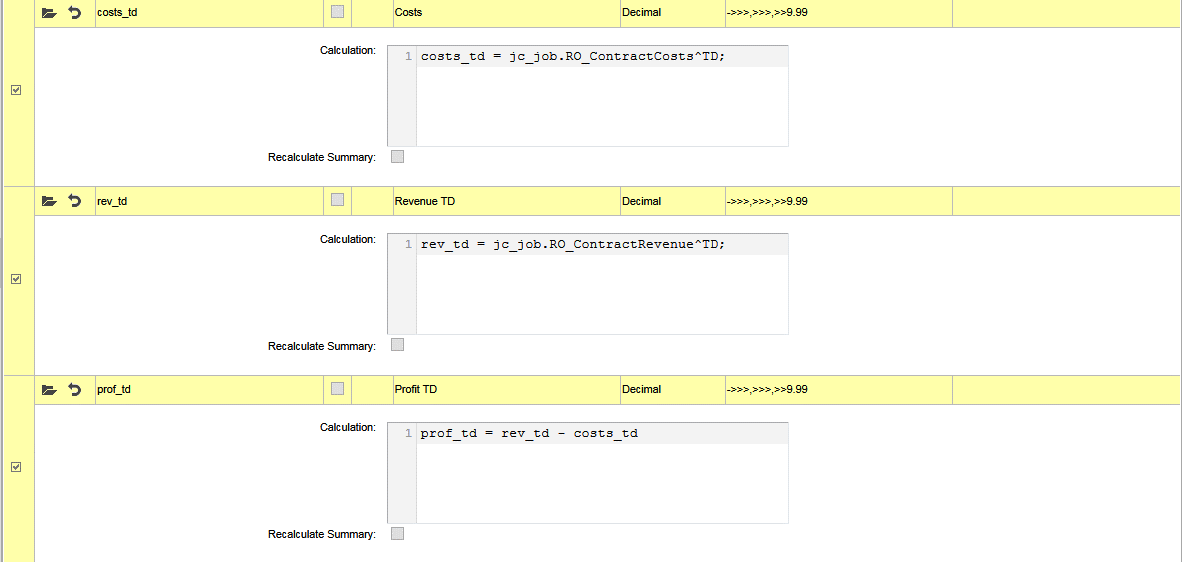 costs_td Costs Decimal ->>>,>>>,>>9.99
Calculation: 1 costs_td = jc_job.RO_ContractCosts^TD;
Recalculate Summary:
rev_td Revenue TD Decimal ->>>,>>>,>>9.99
Calculation: 1 rev_td = jc_job.RO_ContractRevenue^TD;
Recalculate Summary:
prof_td Profit TD Decimal ->>>,>>>,>>9.99
Calculation: 1 prof_td = rev_td - costs_td
Recalculate Summary: